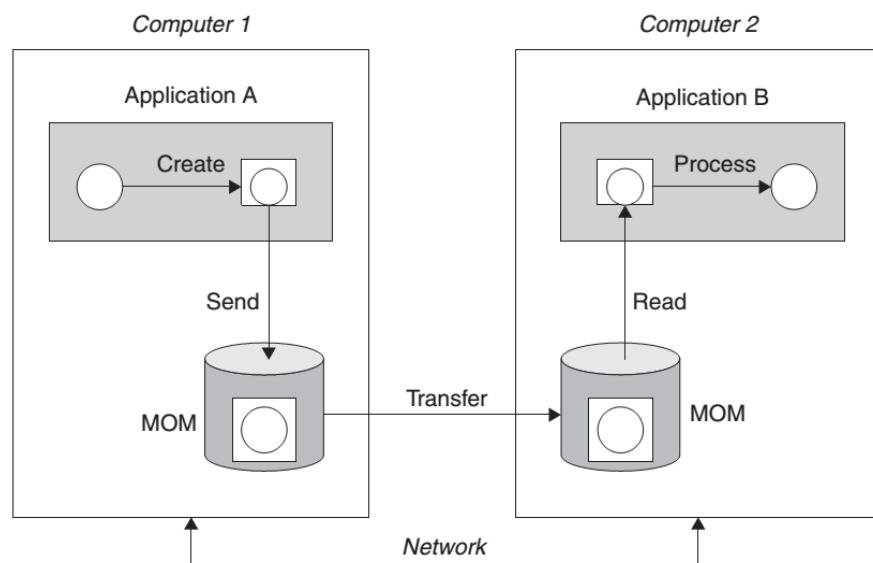 Computer 1
Computer 2
Application A
Application B
Create
Process
Send
Read
Transfer
MOM
MOM
Network